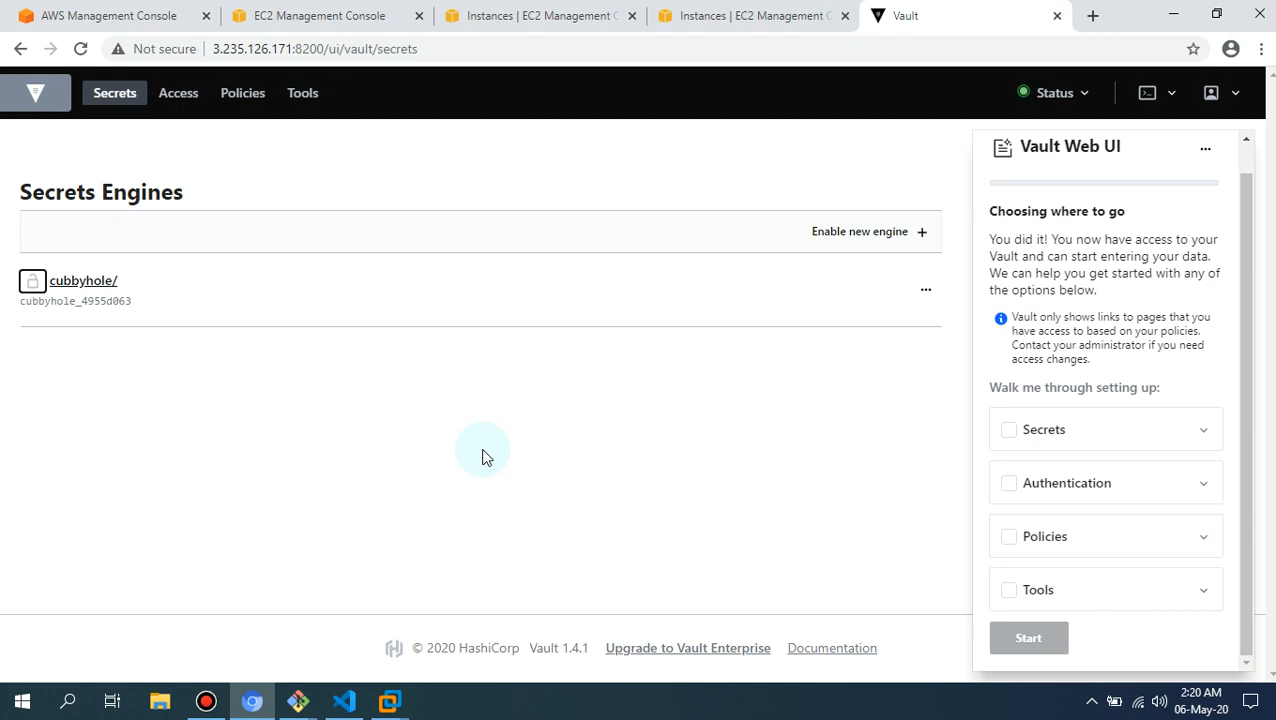 AWS Management Console
EC2 Management Console
Instances | EC2 Management C
Instances | EC2 Management C
Vault
Not secure
3.235.126.171:8200/ui/vault/secrets
Secrets
Access
Policies
Tools
Status
Secrets Engines
Enable new engine +
cubbyhole/
cubbyhole_4955d063
Vault Web UI
Choosing where to go
You did it! You now have access to your
Vault and can start entering your data.
We can help you get started with any of
the options below.
Vault only shows links to pages that you
have access to based on your policies.
Contact your administrator if you need
access changes.
Walk me through setting up:
Secrets
Authentication
Policies
Tools
Start
© 2020 HashiCorp
Vault 1.4.1
Upgrade to Vault Enterprise
Documentation
2:20 AM
06-May-20